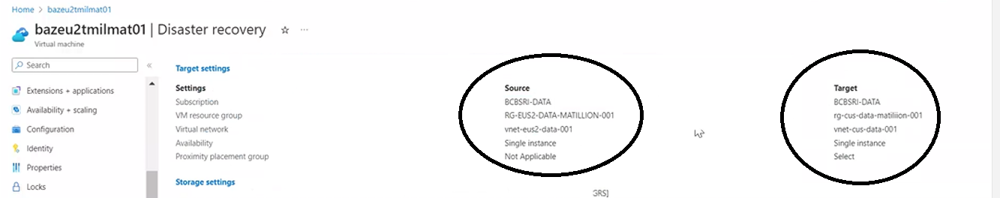 Home > bazeu2tmilmat01
bazeu2tmilmat01 | Disaster recovery ☆ ...
Virtual machine
Search «
Extensions + applications
Availability + scaling
Configuration
Identity
Properties
Locks
Target settings
Settings Source Target
Subscription BCBSRI-DATA BCBSRI-DATA
VM resource group RG-EUS2-DATA-MATILLION-001 rg-cus-data-matiliion-001
Virtual network vnet-eus2-data-001 vnet-cus-data-001
Availability Single instance Single instance
Proximity placement group Not Applicable Select
Storage settings
GRS]